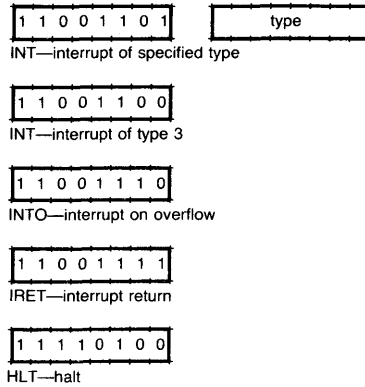 1 1 0 0 1 1 0 1 type
INT—interrupt of specified type
1 1 0 0 1 1 0 0
INT—interrupt of type 3
1 1 0 0 1 1 1 0
INTO—interrupt on overflow
1 1 0 0 1 1 1 1
IRET—interrupt return
1 1 1 1 0 1 0 0
HLT—halt